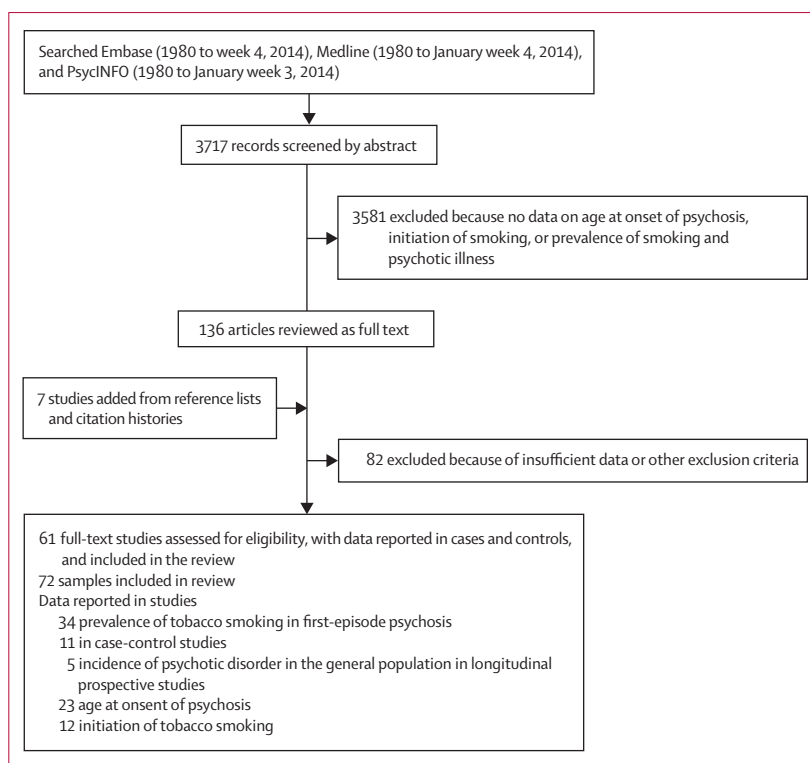 Searched Embase (1980 to week 4, 2014), Medline (1980 to January week 4, 2014),
and PsycINFO (1980 to January week 3, 2014)
3717 records screened by abstract
3581 excluded because no data on age at onset of psychosis,
initiation of smoking, or prevalence of smoking and
psychotic illness
136 articles reviewed as full text
7 studies added from reference lists
and citation histories
82 excluded because of insufficient data or other exclusion criteria
61 full-text studies assessed for eligibility, with data reported in cases and controls,
and included in the review
72 samples included in review
Data reported in studies
34 prevalence of tobacco smoking in first-episode psychosis
11 in case-control studies
5 incidence of psychotic disorder in the general population in longitudinal
prospective studies
23 age at onsent of psychosis
12 initiation of tobacco smoking